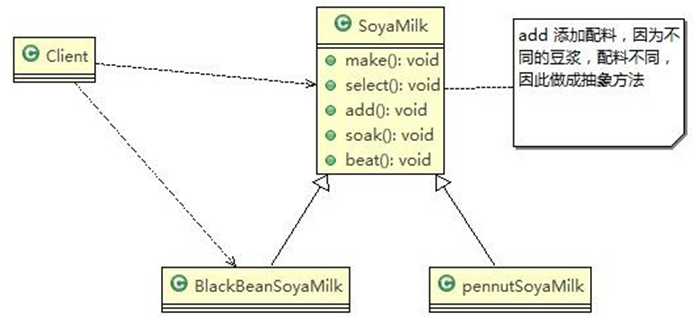 SoyaMilk
Client
make(): void
select(): void
add(): void
soak(): void
beat(): void
add 添加配料，因为不
同的豆浆，配料不同，
因此做成抽象方法
BlackBeanSoyaMilk
pennutSoyaMilk